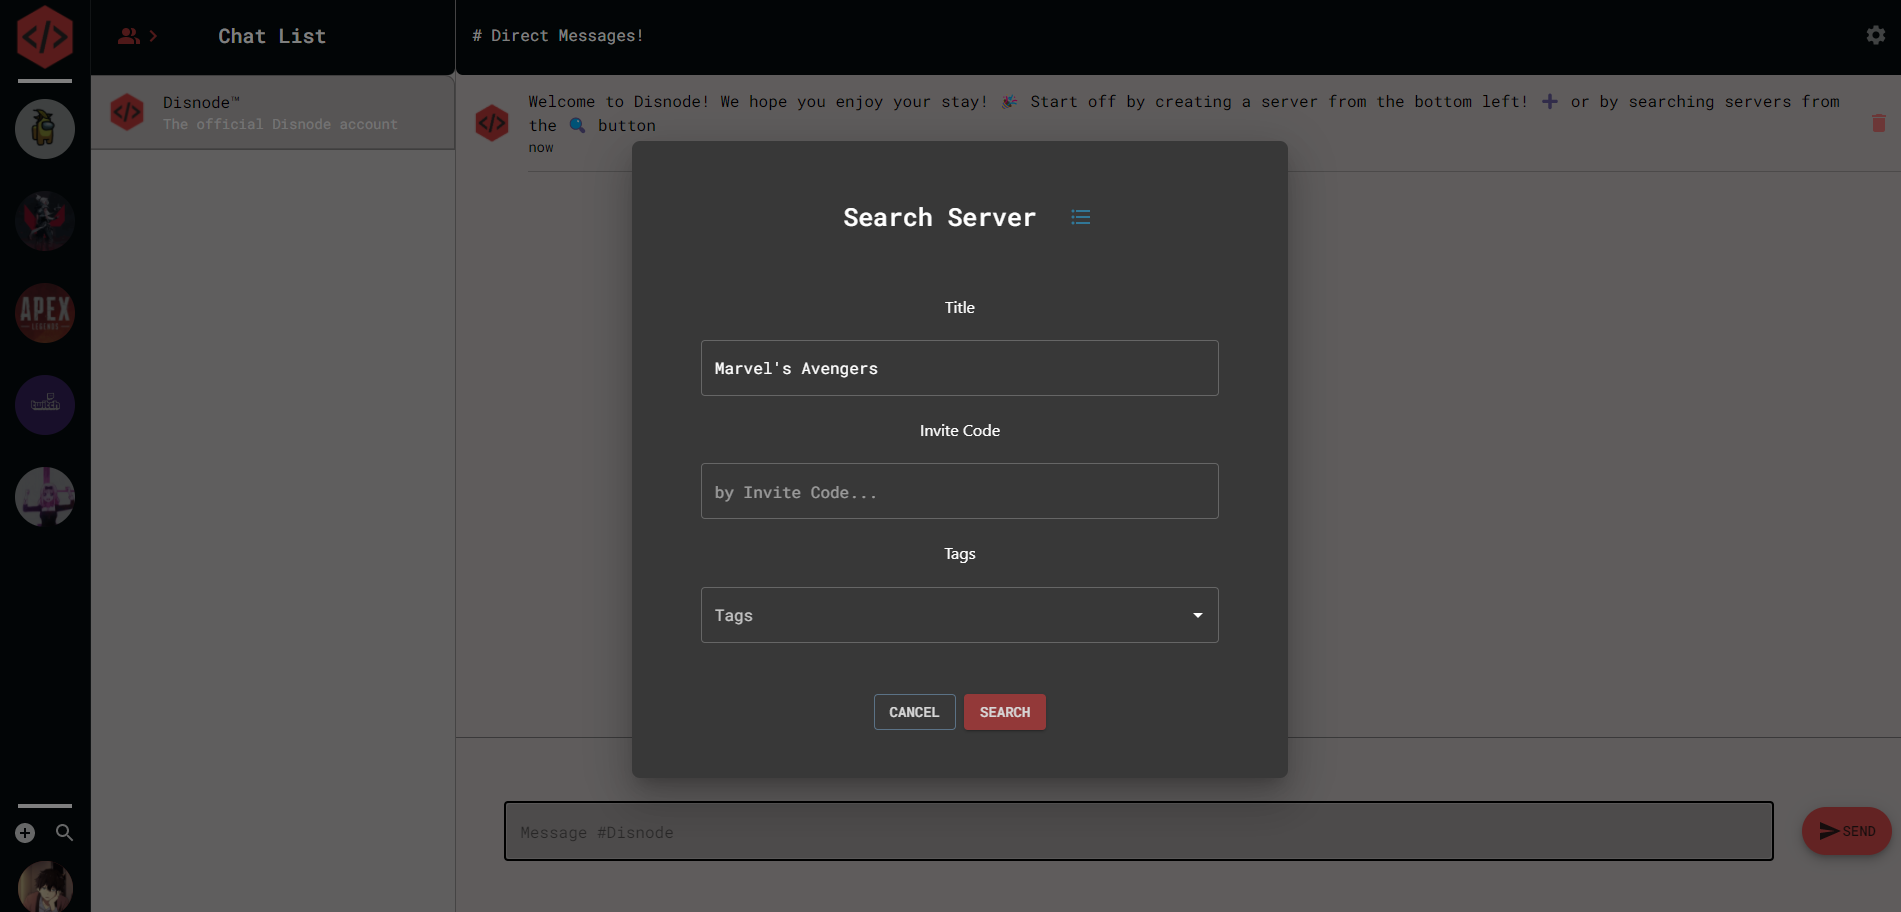 </>
Chat List
# Direct Messages!
</>
Disnode™
The official Disnode account
</>
Welcome to Disnode! We hope you enjoy your stay! 🎉 Start off by creating a server from the bottom left! ➕ or by searching servers from
the 🔍 button
now
APEX
LEGENDS
twitch
Search Server
Title
Marvel's Avengers
Invite Code
by Invite Code...
Tags
Tags
CANCEL
SEARCH
Message #Disnode
SEND